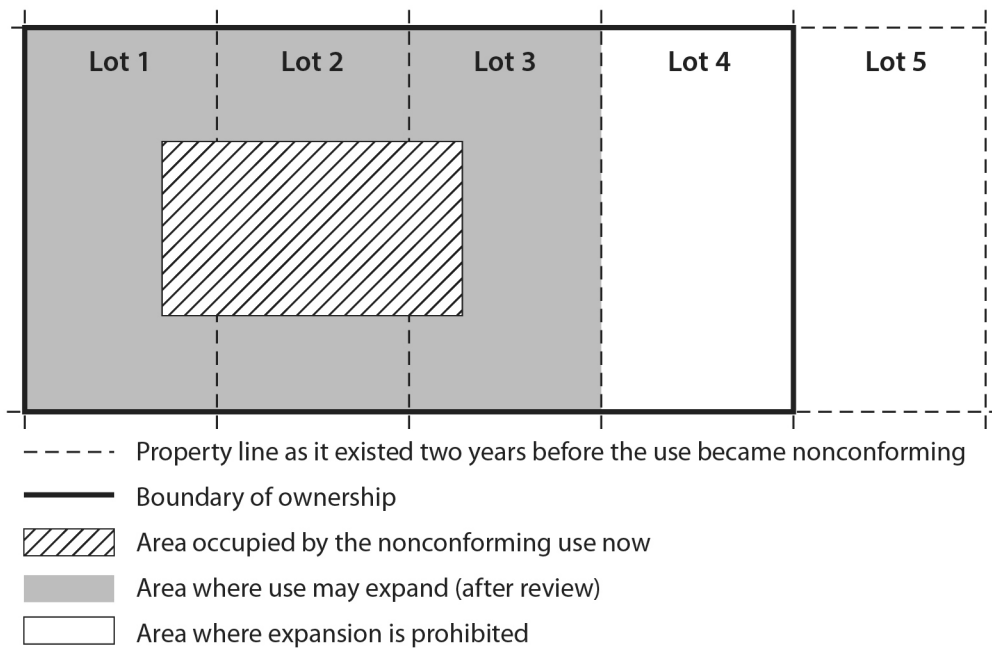 Lot 1 Lot 2 Lot 3 Lot 4 Lot 5
Property line as it existed two years before the use became nonconforming
Boundary of ownership
Area occupied by the nonconforming use now
Area where use may expand (after review)
Area where expansion is prohibited